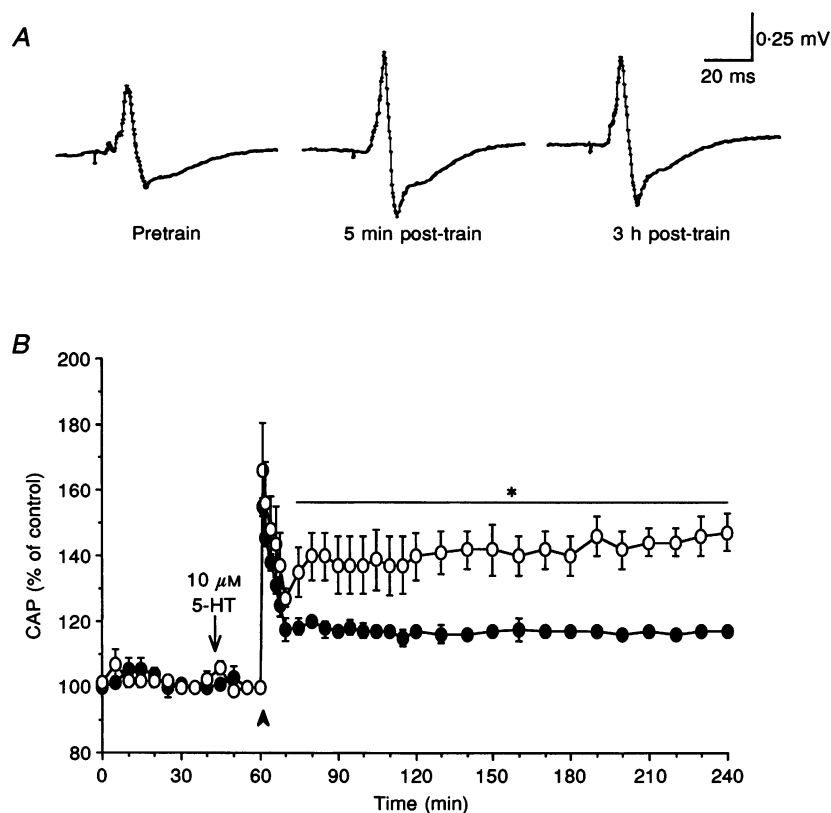 A
0·25 mV
20 ms
Pretrain
5 min post-train
3 h post-train
B
200
180
160
140
120
100
80
CAP (% of control)
10 μM
5-HT
*
0
30
60
90
120
150
180
210
240
Time (min)